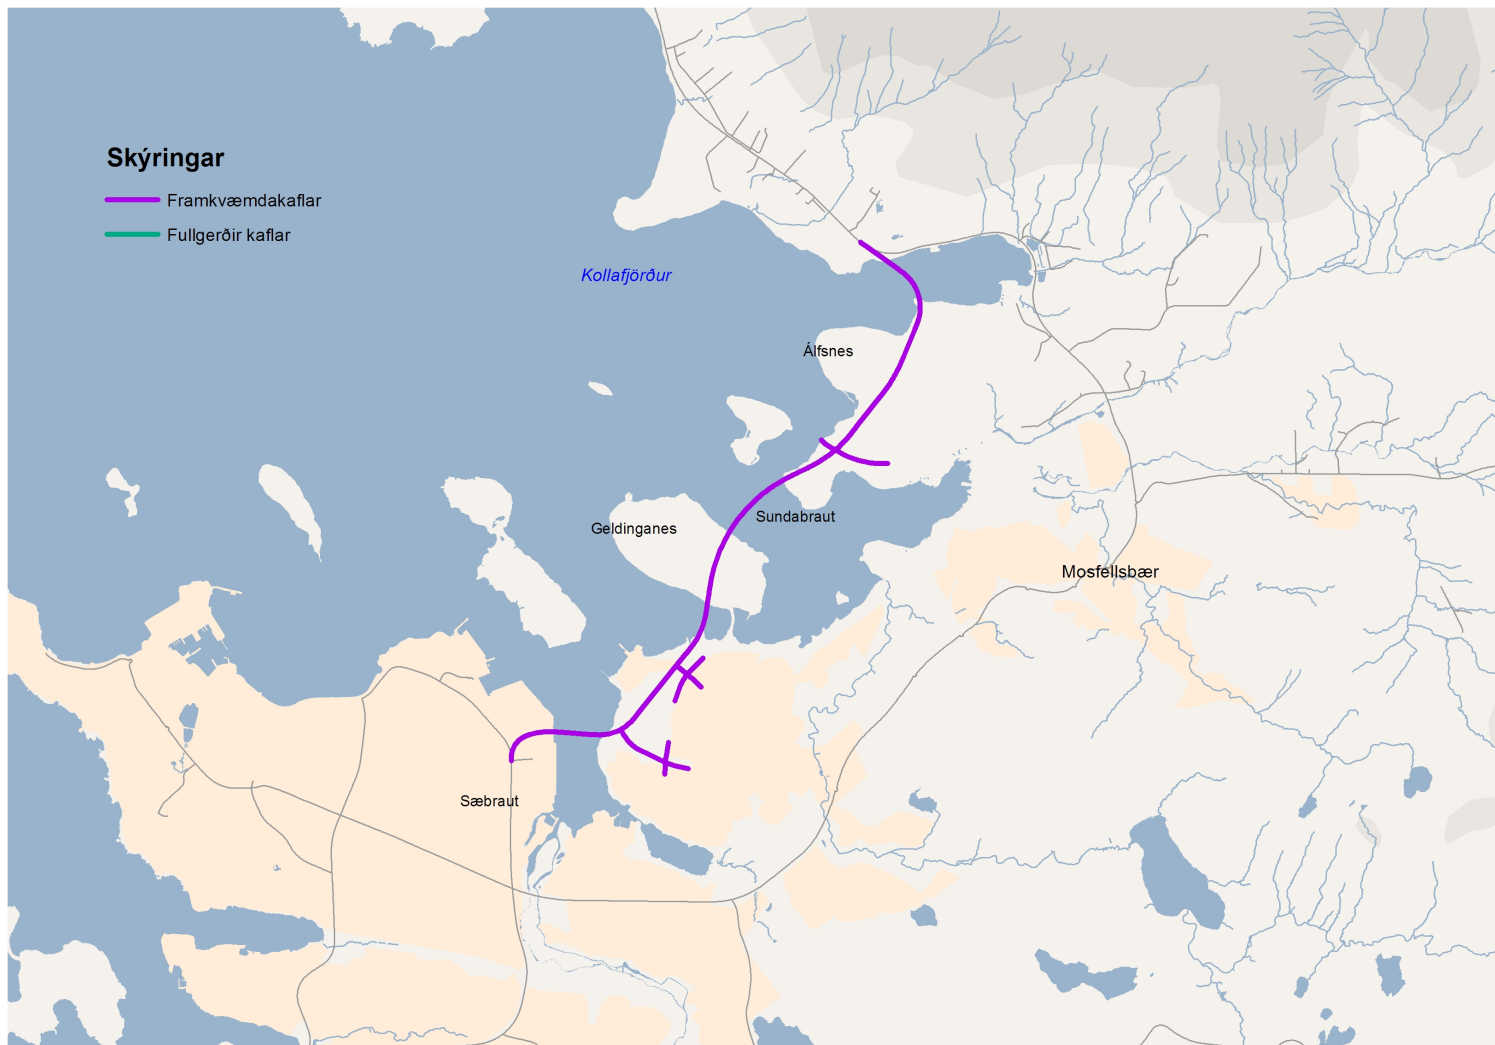 Skýringar
Framkvæmdakaflar
Fullgerðir kaflar
Kollafjörður
Álfsnes
Sundabraut
Geldinganes
Mosfellsbær
Sæbraut